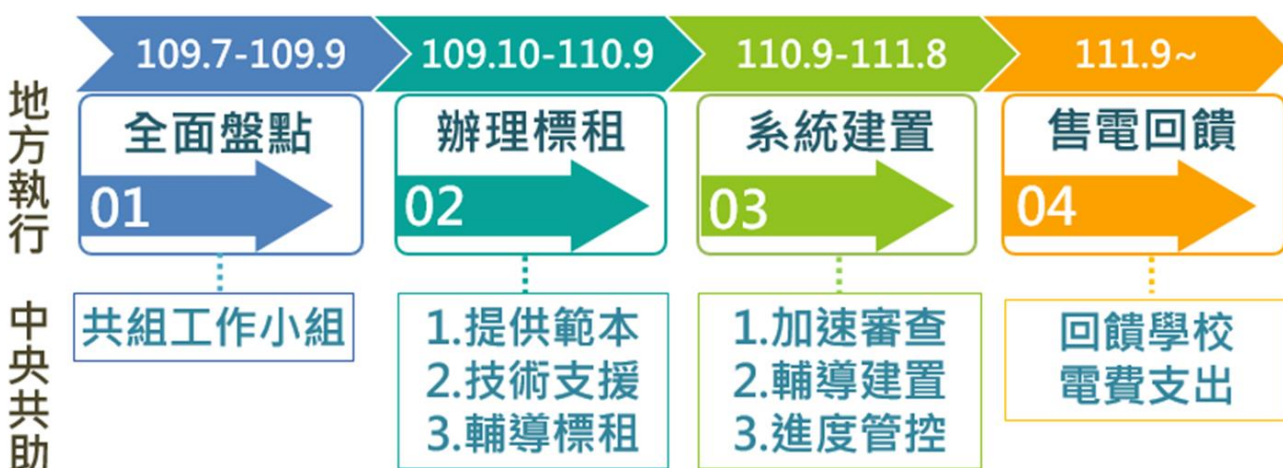 109.7-109.9
109.10-110.9
110.9-111.8
111.9~
地方執行
全面盤點
01
辦理標租
02
系統建置
03
售電回饋
04
中央共助
共組工作小組
1.提供範本
2.技術支援
3.輔導標租
1.加速審查
2.輔導建置
3.進度管控
回饋學校
電費支出